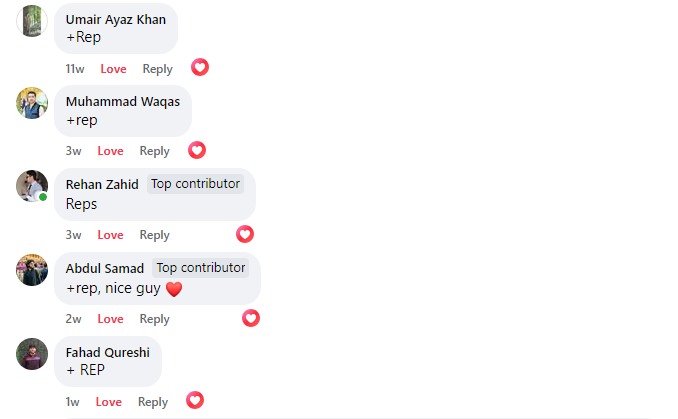 Umair Ayaz Khan
+Rep
11w Love Reply
Muhammad Waqas
+rep
3w Love Reply
Rehan Zahid Top contributor
Reps
3w Love Reply
Abdul Samad Top contributor
+rep, nice guy ♥️
2w Love Reply
Fahad Qureshi
+ REP
1w Love Reply